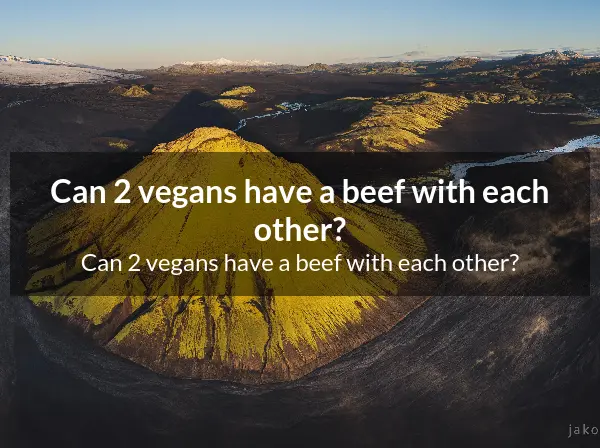 Can 2 vegans have a beef with each
other?
Can 2 vegans have a beef with each other?
jako